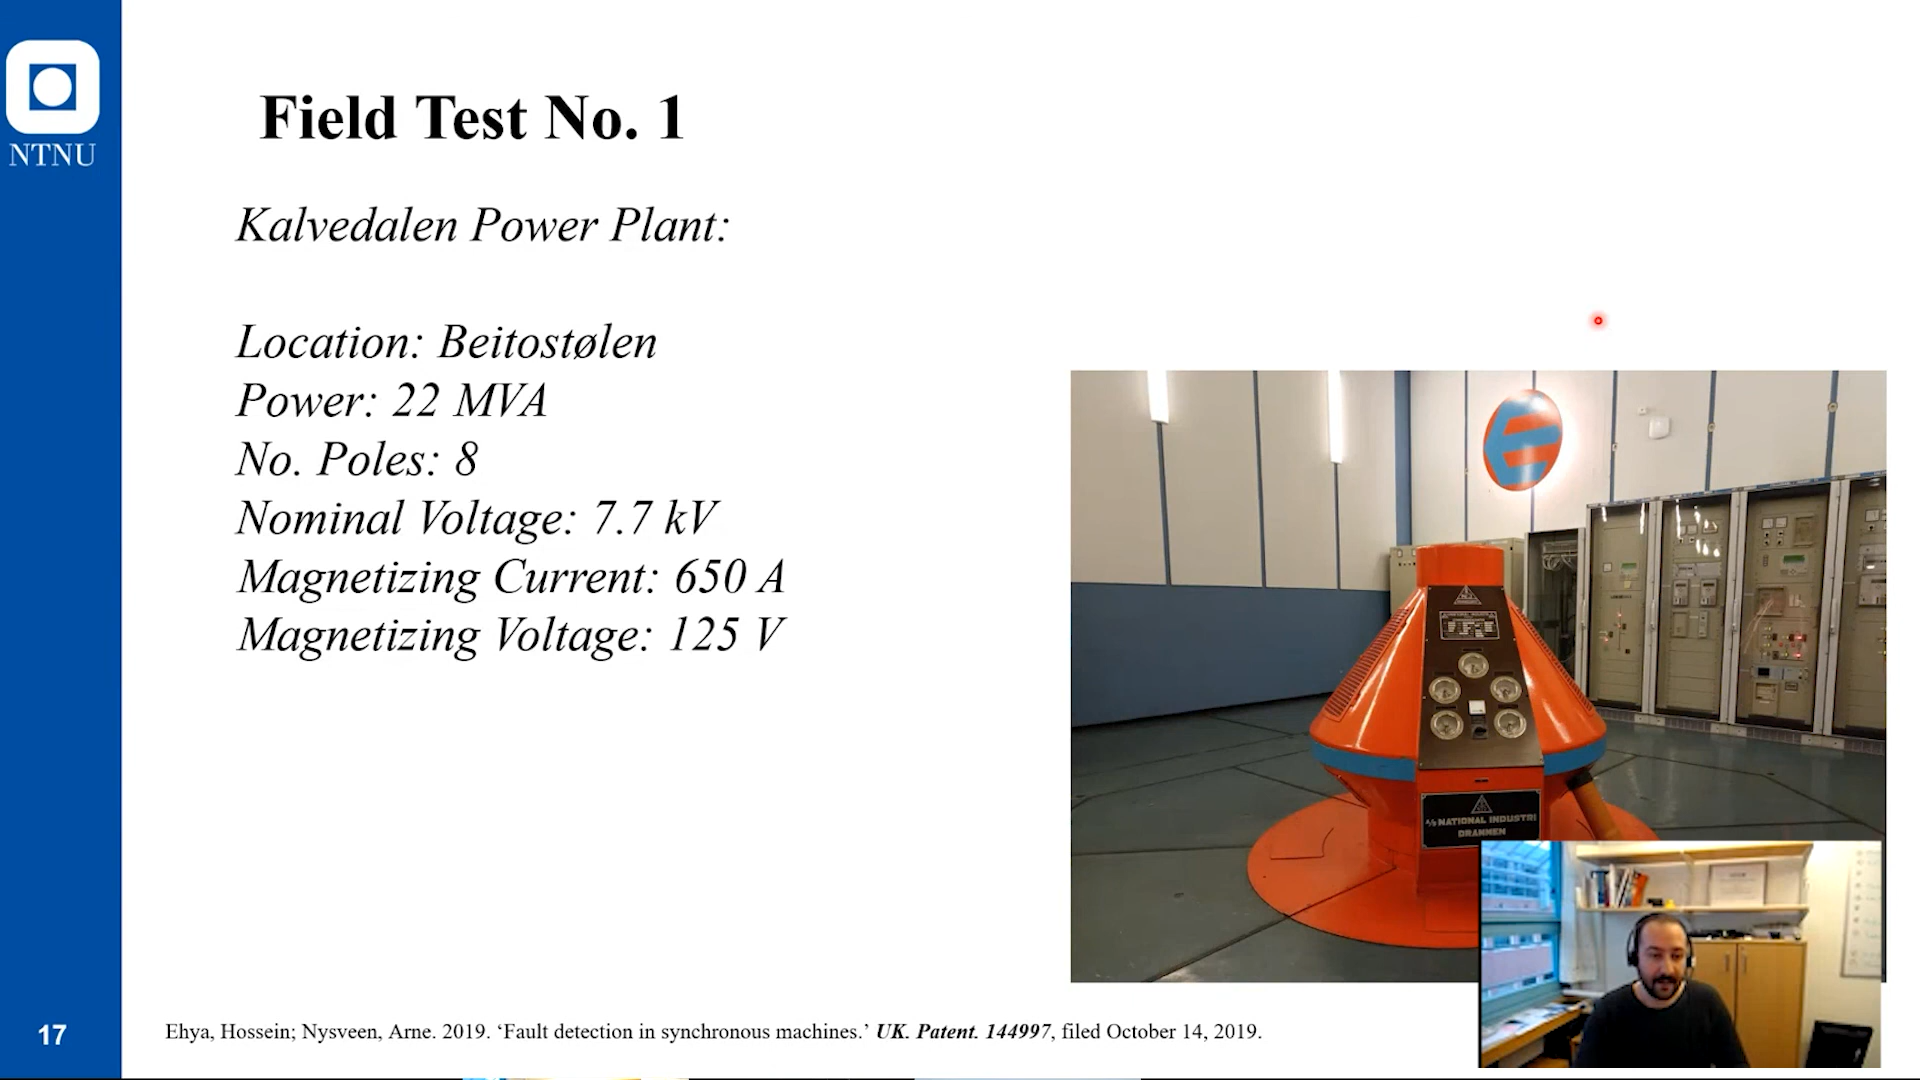 NTNU
Field Test No. 1
Kalvedalen Power Plant:
Location: Beitostølen
Power: 22 MVA
No. Poles: 8
Nominal Voltage: 7.7 kV
Magnetizing Current: 650 A
Magnetizing Voltage: 125 V
A/S NATIONAL INDUSTRI
DRAMMEN
17
Ehya, Hossein; Nysveen, Arne. 2019. ‘Fault detection in synchronous machines.’ UK. Patent. 144997, filed October 14, 2019.